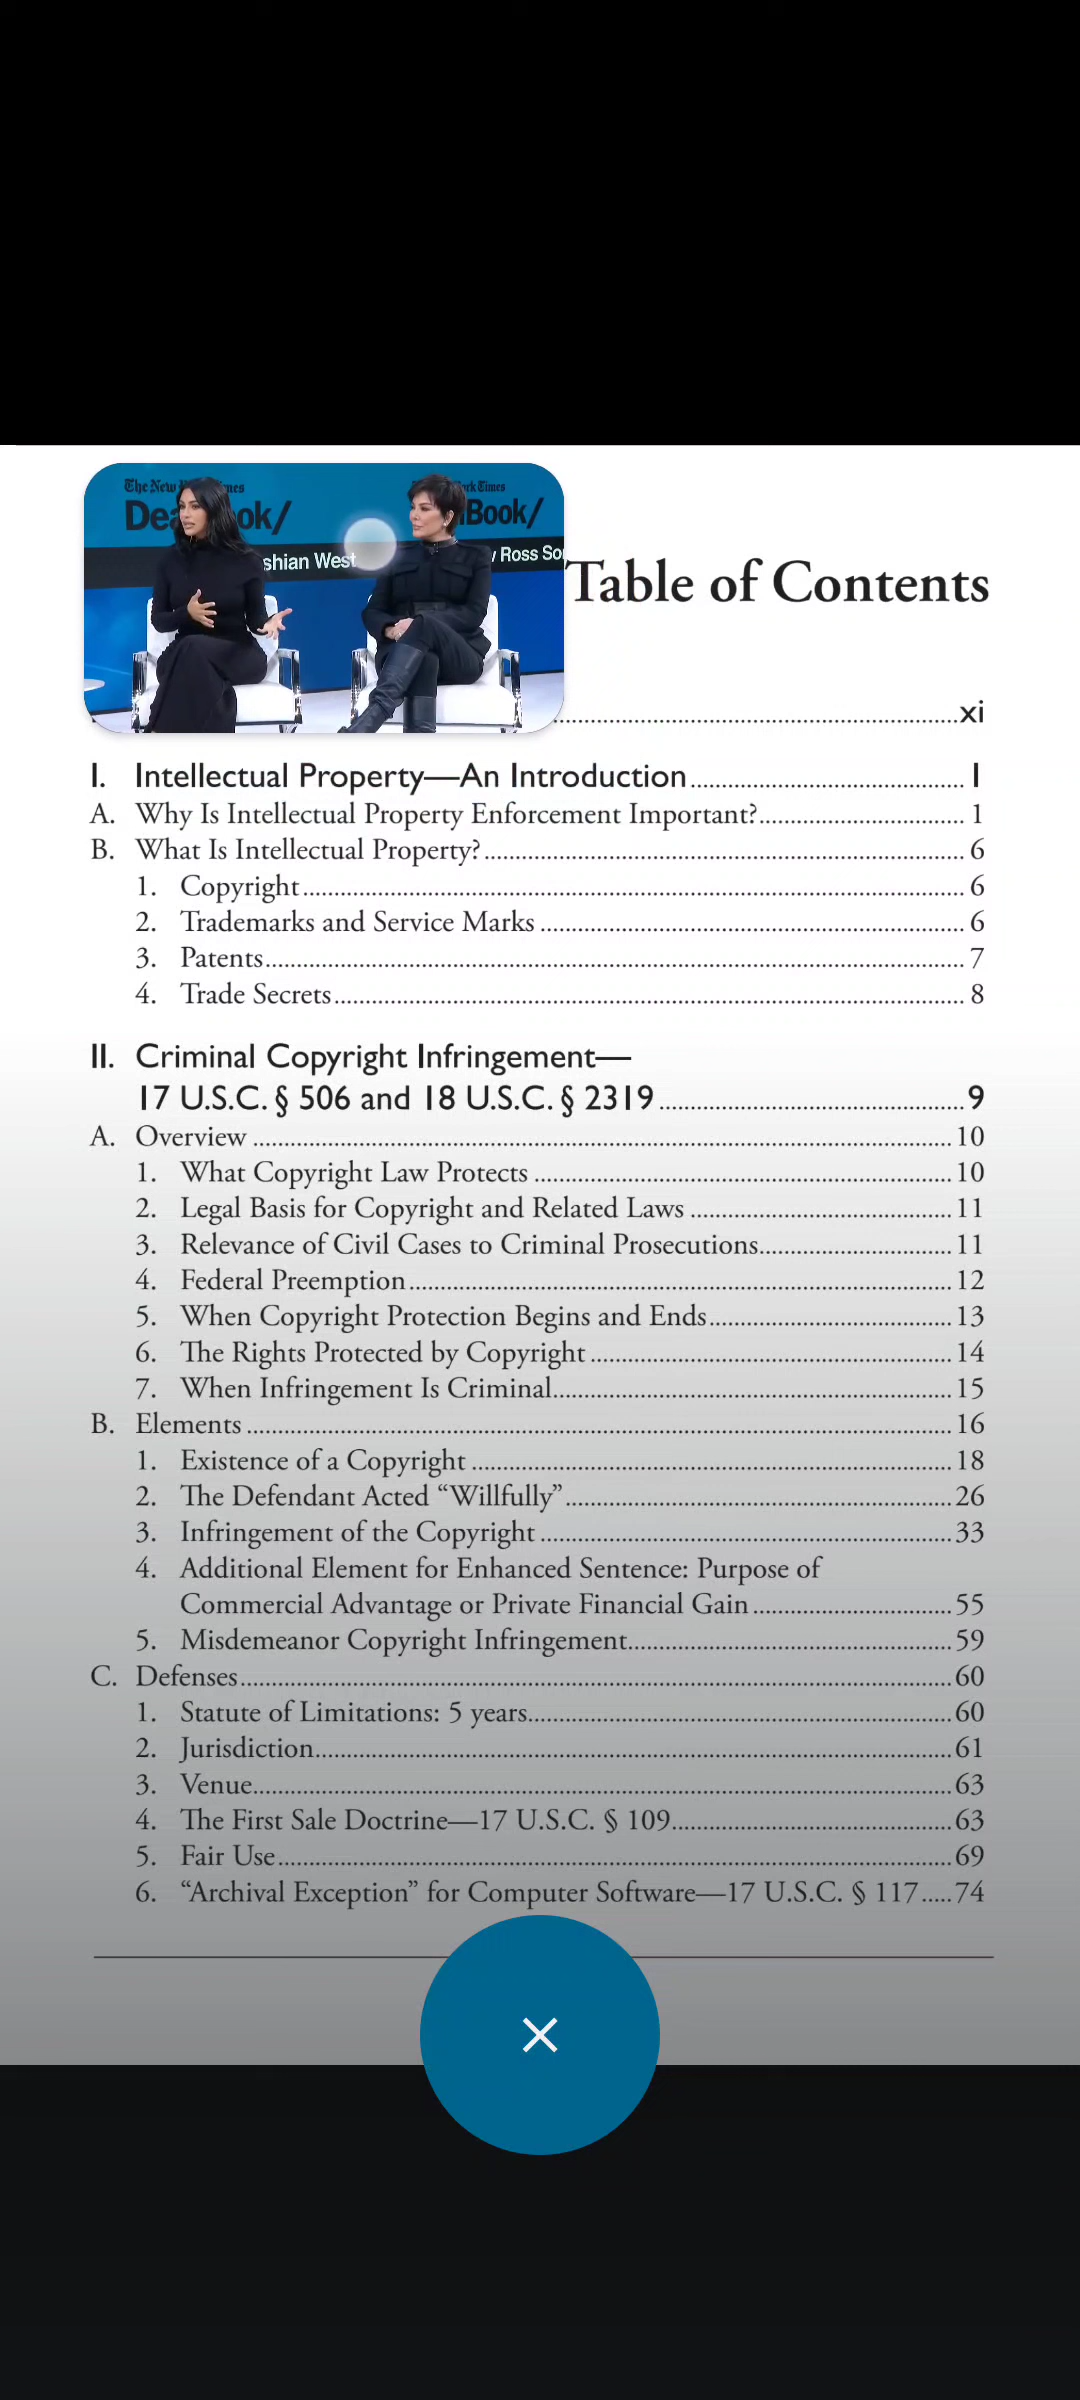 The New York Times
DealBook/
shian West
rk Times
Book/
Ross So
Table of Contents
xi
I. Intellectual Property—An Introduction 1
A. Why Is Intellectual Property Enforcement Important? 1
B. What Is Intellectual Property? 6
1. Copyright 6
2. Trademarks and Service Marks 6
3. Patents 7
4. Trade Secrets 8
II. Criminal Copyright Infringement—
17 U.S.C. § 506 and 18 U.S.C. § 2319 9
A. Overview 10
1. What Copyright Law Protects 10
2. Legal Basis for Copyright and Related Laws 11
3. Relevance of Civil Cases to Criminal Prosecutions 11
4. Federal Preemption 12
5. When Copyright Protection Begins and Ends 13
6. The Rights Protected by Copyright 14
7. When Infringement Is Criminal 15
B. Elements 16
1. Existence of a Copyright 18
2. The Defendant Acted “Willfully” 26
3. Infringement of the Copyright 33
4. Additional Element for Enhanced Sentence: Purpose of
Commercial Advantage or Private Financial Gain 55
5. Misdemeanor Copyright Infringement 59
C. Defenses 60
1. Statute of Limitations: 5 years 60
2. Jurisdiction 61
3. Venue 63
4. The First Sale Doctrine—17 U.S.C. § 109 63
5. Fair Use 69
6. “Archival Exception” for Computer Software—17 U.S.C. § 117 74